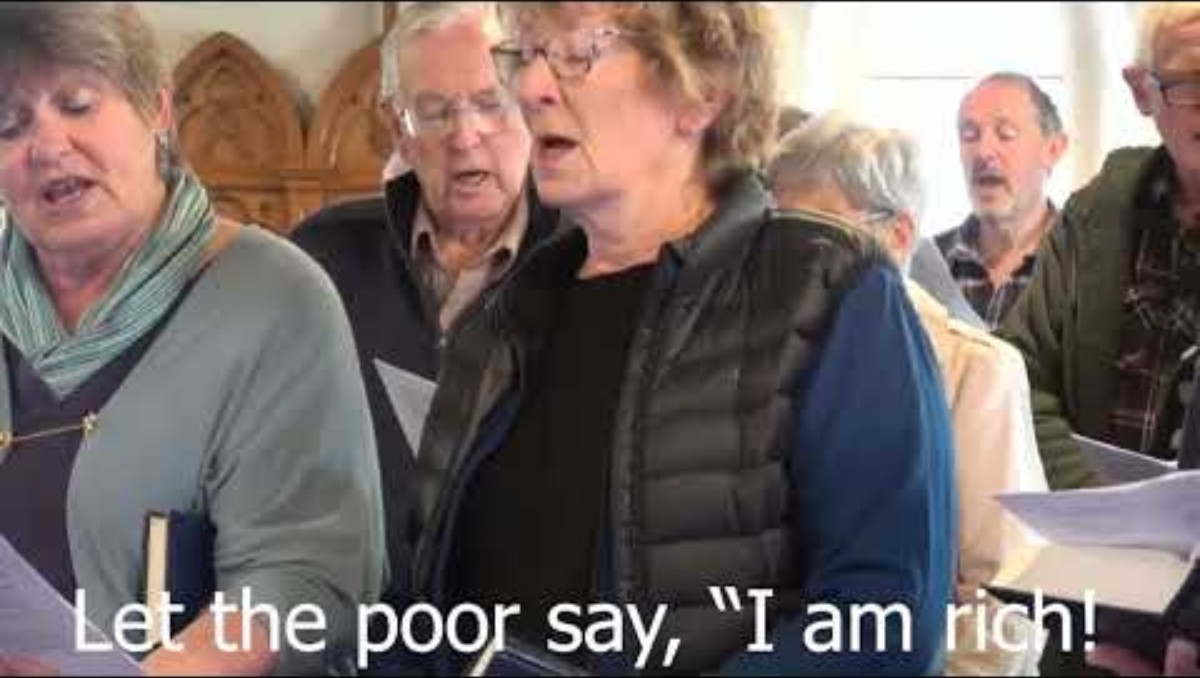 Let the poor say, “I am rich!